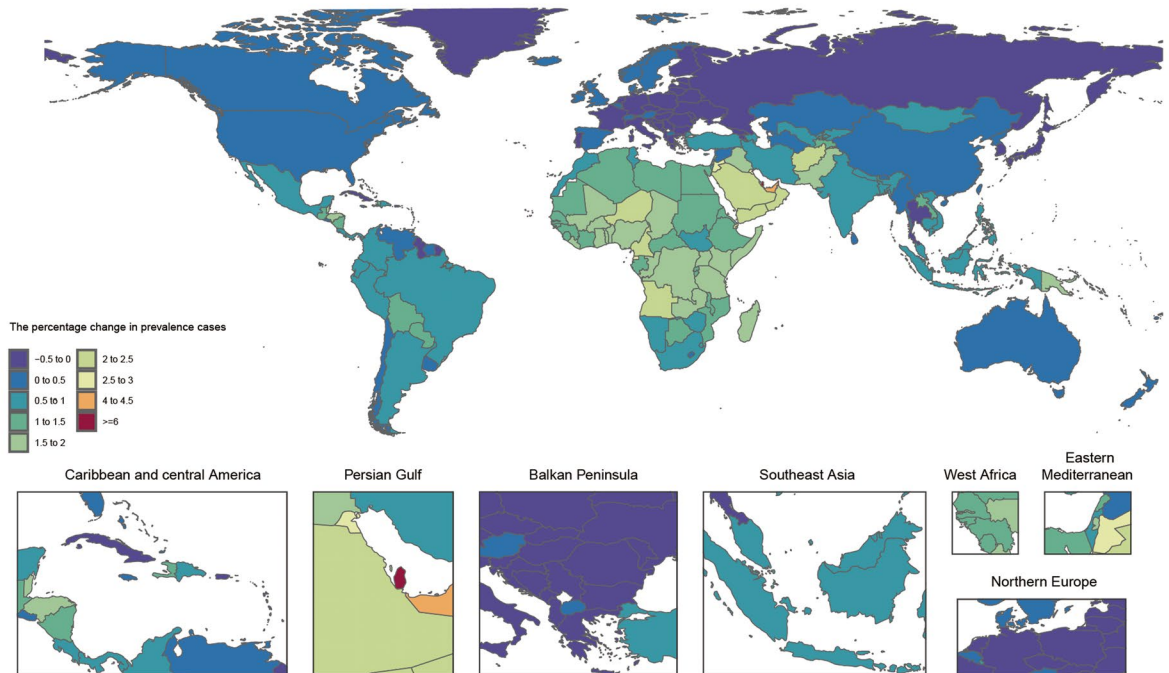 The percentage change in prevalence cases
−0.5 to 0
0 to 0.5
0.5 to 1
1 to 1.5
1.5 to 2
2 to 2.5
2.5 to 3
4 to 4.5
>=6
Caribbean and central America
Persian Gulf
Balkan Peninsula
Southeast Asia
West Africa
Eastern
Mediterranean
Northern Europe